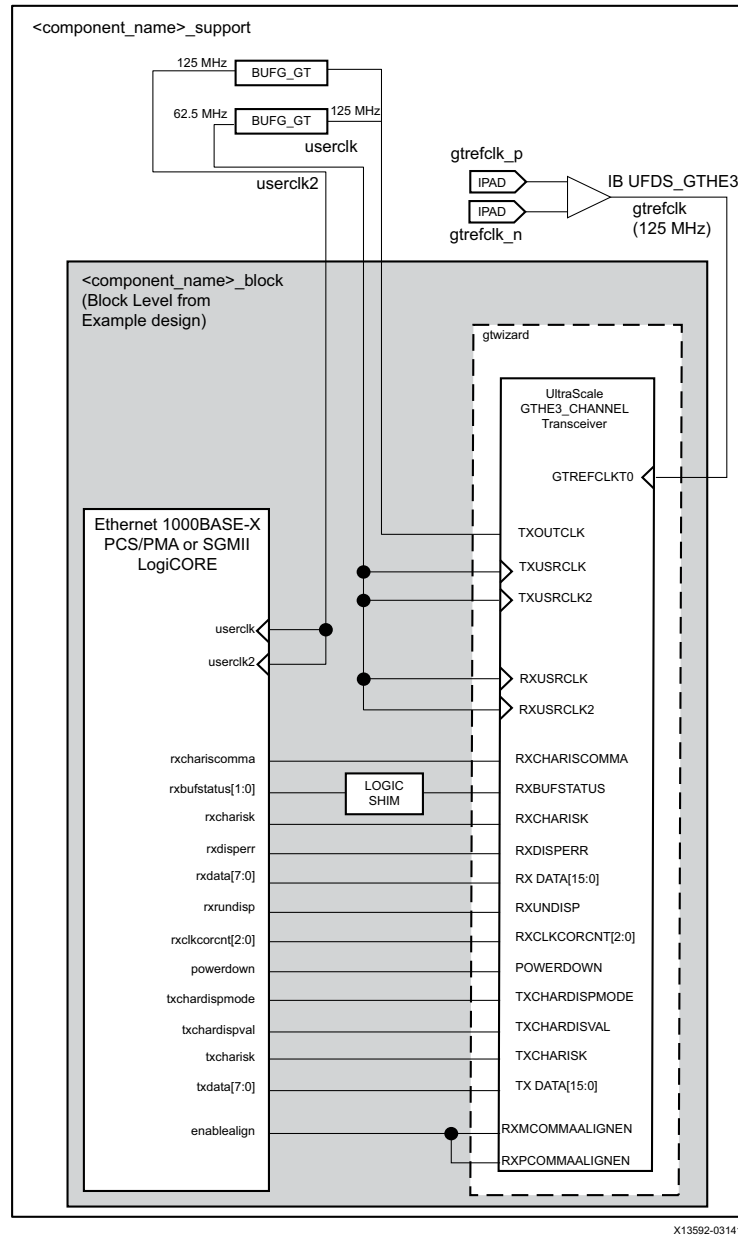 <component_name>_support
125 MHz
BUFG_GT
62.5 MHz
BUFG_GT
125 MHz
userclk
userclk2
gtrefclk_p
IPAD
IB UFDS_GTHE3
IPAD
gtrefclk
(125 MHz)
gtrefclk_n
<component_name>_block
(Block Level from
Example design)
gtwizard
UltraScale
GTHE3_CHANNEL
Transceiver
GTREFCLKT0
Ethernet 1000BASE-X
PCS/PMA or SGMII
LogiCORE
TXOUTCLK
TXUSRCLK
TXUSRCLK2
userclk
userclk2
RXUSRCLK
RXUSRCLK2
rxchariscomma
RXCHARISCOMMA
rxbufstatus[1:0]
LOGIC
SHIM
RXBUFSTATUS
rxcharisk
RXCHARISK
rxdisperr
RXDISPERR
rxdata[7:0]
RX DATA[15:0]
rxrundisp
RXUNDISP
rxclkcorcnt[2:0]
RXCLKCORCNT[2:0]
powerdown
POWERDOWN
txchardispmode
TXCHARDISPMODE
txchardispval
TXCHARDISVAL
txcharisk
TXCHARISK
txdata[7:0]
TX DATA[15:0]
enablealign
RXMCOMMAALIGNEN
RXPCOMMAALIGNEN